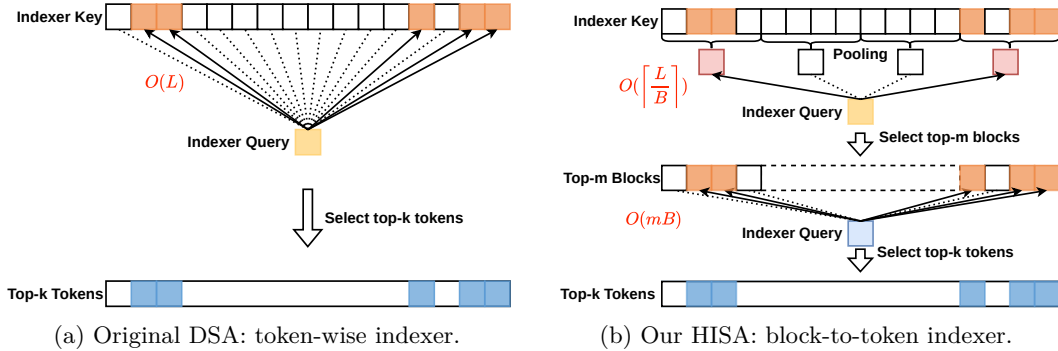 Indexer Key
O(L)
Indexer Query
Select top-k tokens
Top-k Tokens
(a) Original DSA: token-wise indexer.
Indexer Key
Pooling
O(⌈L/B⌉)
Indexer Query
Select top-m blocks
Top-m Blocks
O(mB)
Indexer Query
Select top-k tokens
Top-k Tokens
(b) Our HISA: block-to-token indexer.